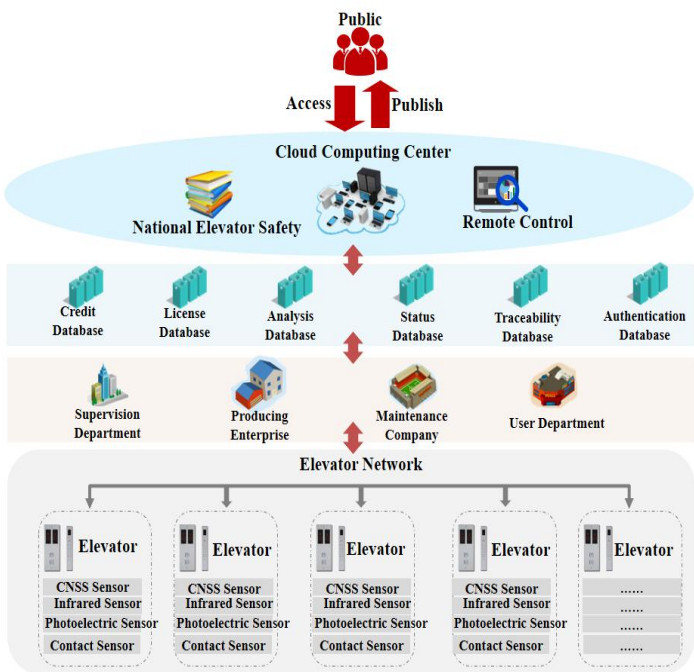 Public
Access
Publish
Cloud Computing Center
National Elevator Safety
Remote Control
Credit
Database
License
Database
Analysis
Database
Status
Database
Traceability
Database
Authentication
Database
Supervision
Department
Producing
Enterprise
Maintenance
Company
User Department
Elevator Network
Elevator
CNSS Sensor
Infrared Sensor
Photoelectric Sensor
Contact Sensor
Elevator
CNSS Sensor
Infrared Sensor
Photoelectric Sensor
Contact Sensor
Elevator
CNSS Sensor
Infrared Sensor
Photoelectric Sensor
Contact Sensor
Elevator
CNSS Sensor
Infrared Sensor
Photoelectric Sensor
Contact Sensor
Elevator
......
......
......
......